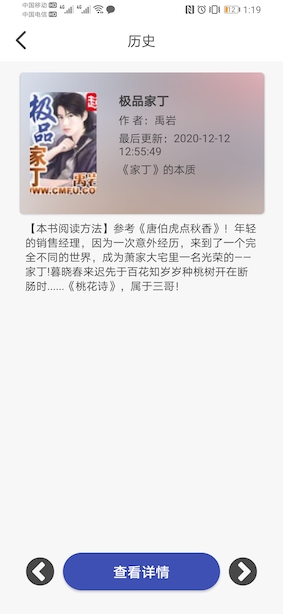 中国移动 HD
中国电信 HD
1:19
历史
极品家丁
禹岩
WWW.CMFU.C
极品家丁
作 者：禹岩
最后更新：2020-12-12
12:55:49
《家丁》的本质
【本书阅读方法】参考《唐伯虎点秋香》！年轻
的销售经理，因为一次意外经历，来到了一个完
全不同的世界，成为萧家大宅里一名光荣的——
家丁!暮晓春来迟先于百花知岁岁种桃树开在断
肠时......《桃花诗》，属于三哥！
查看详情